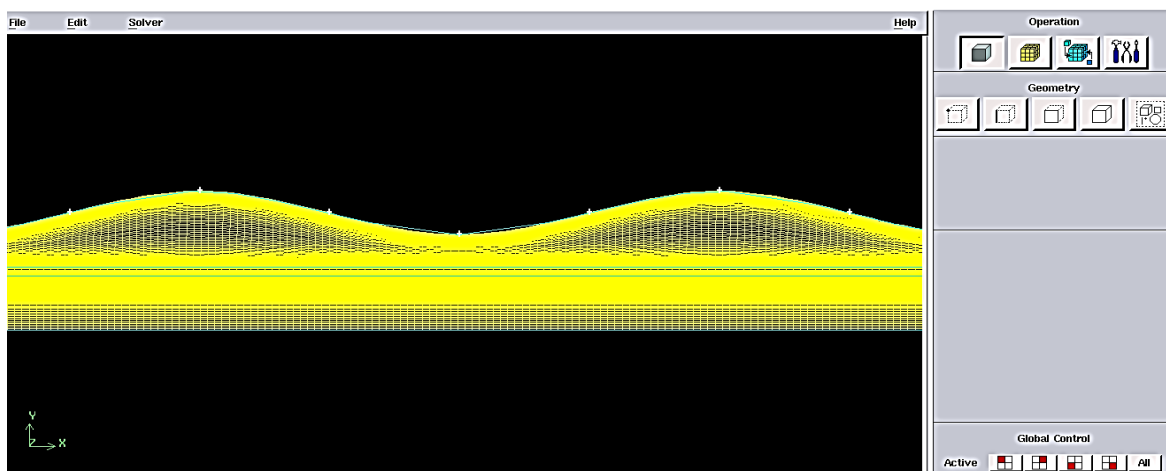 File Edit Solver Help
Operation
Geometry
Y
Z X
Global Control
Active All